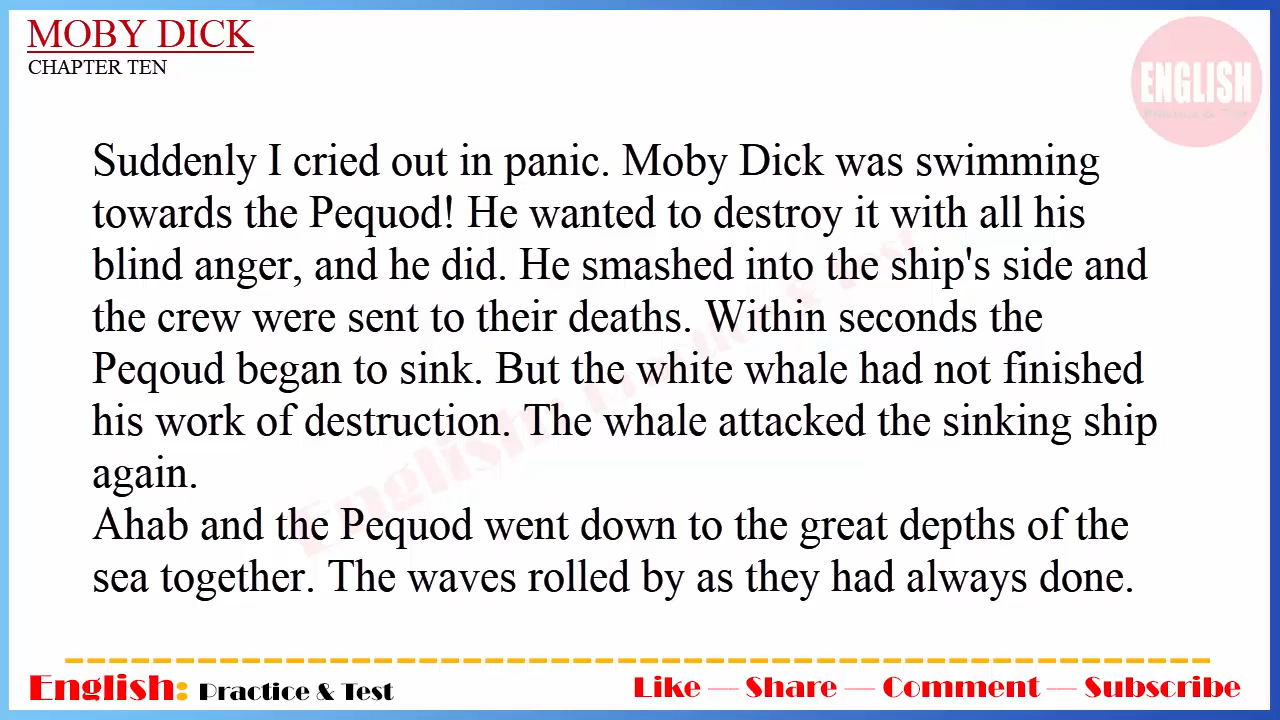 MOBY DICK
CHAPTER TEN
ENGLISH
PRACTICE & TEST
Suddenly I cried out in panic. Moby Dick was swimming
towards the Pequod! He wanted to destroy it with all his
blind anger, and he did. He smashed into the ship's side and
the crew were sent to their deaths. Within seconds the
Peqoud began to sink. But the white whale had not finished
his work of destruction. The whale attacked the sinking ship
again.
Ahab and the Pequod went down to the great depths of the
sea together. The waves rolled by as they had always done.
English: Practice & Test
English: Practice & Test
Like — Share — Comment — Subscribe